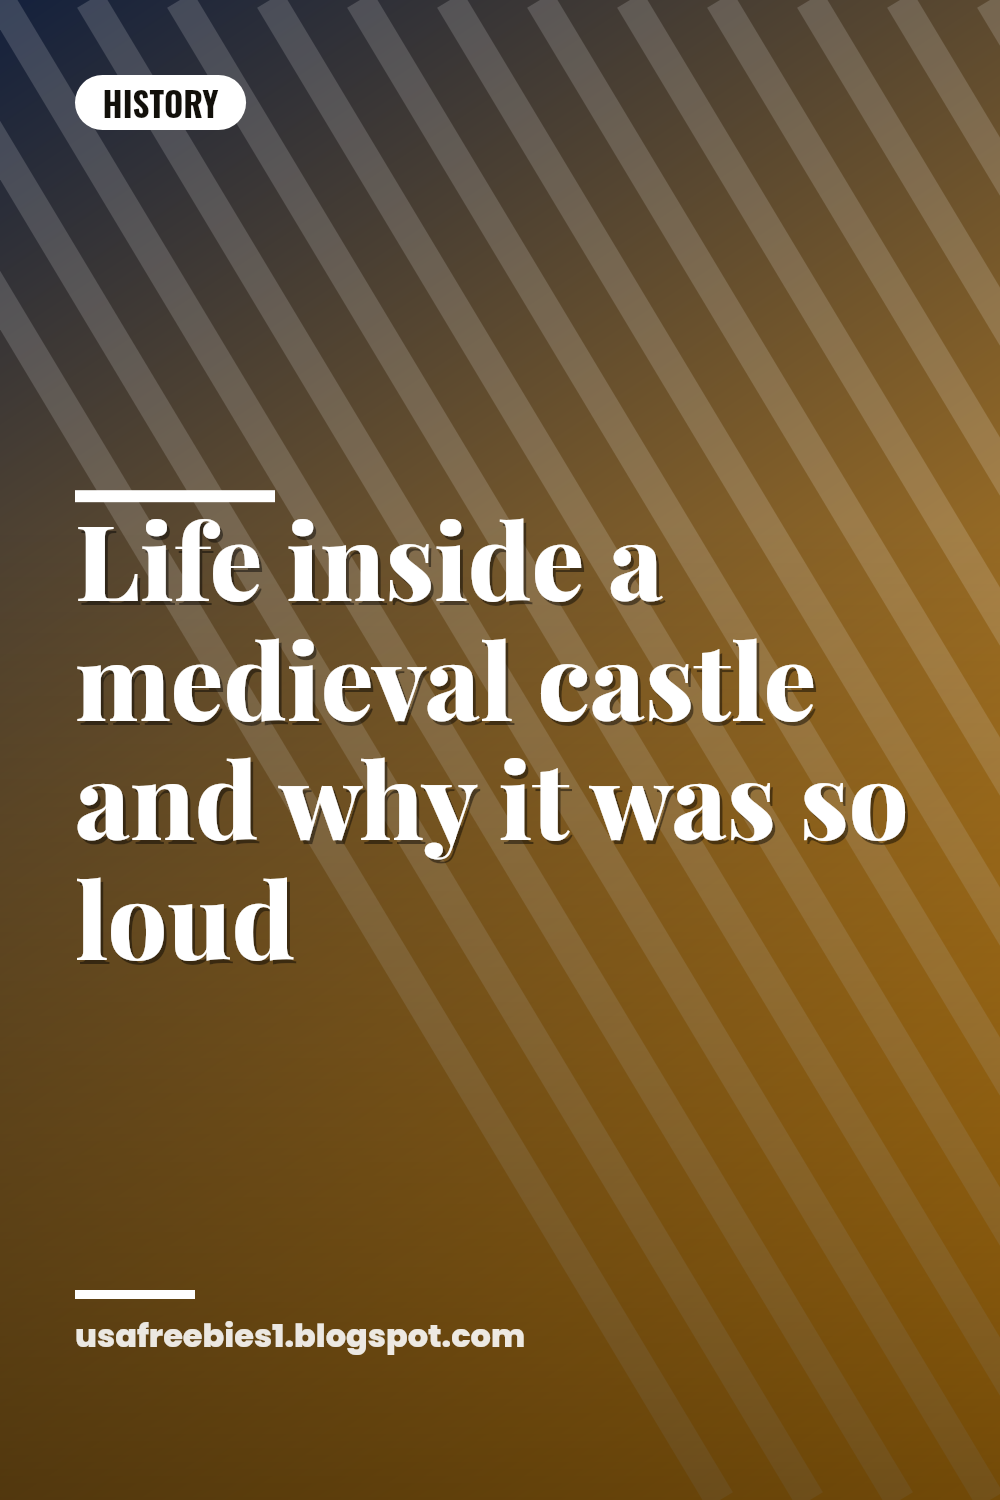 HISTORY
Life inside a
medieval castle
and why it was so
loud
usafreebies1.blogspot.com